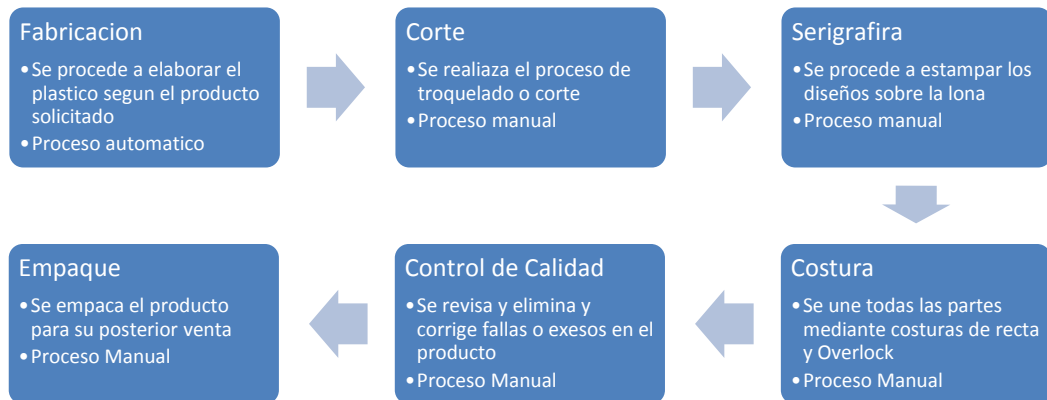 Fabricacion
•Se procede a elaborar el
plastico segun el producto
solicitado
•Proceso automatico
Corte
•Se realiaza el proceso de
troquelado o corte
•Proceso manual
Serigrafira
•Se procede a estampar los
diseños sobre la lona
•Proceso manual
Costura
•Se une todas las partes
mediante costuras de recta
y Overlock
•Proceso Manual
Control de Calidad
•Se revisa y elimina y
corrige fallas o exesos en el
producto
•Proceso Manual
Empaque
•Se empaca el producto
para su posterior venta
•Proceso Manual